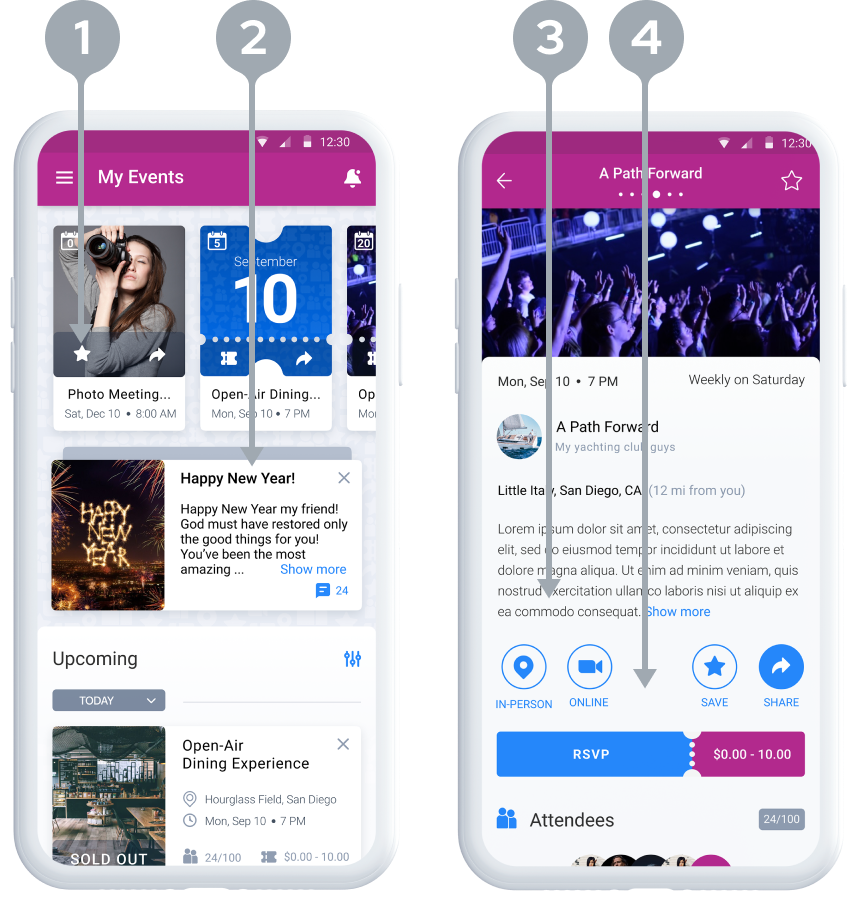 1
2
3
4
12:30
My Events
0
5
20
September
10
Photo Meeting...
Sat, Dec 10 • 8:00 AM
Open-Air Dining...
Mon, Sep 10 • 7 PM
Op
Mo
HAPPY
NEW
YEAR
Happy New Year!
Happy New Year my friend!
God must have restored only
the good things for you!
You've been the most
amazing ...
Show more
24
Upcoming
TODAY
Open-Air
Dining Experience
Hourglass Field, San Diego
Mon, Sep 10 • 7 PM
SOLD OUT
24/100
$0.00 - 10.00
12:30
A Path Forward
Mon, Sep 10 • 7 PM
Weekly on Saturday
A Path Forward
My yachting club guys
Little Italy, San Diego, CA (12 mi from you)
Lorem ipsum dolor sit amet, consectetur adipiscing
elit, sed do eiusmod tempor incididunt ut labore et
dolore magna aliqua. Ut enim ad minim veniam, quis
nostrud exercitation ullamco laboris nisi ut aliquip ex
ea commodo consequat. Show more
IN-PERSON
ONLINE
SAVE
SHARE
RSVP
$0.00 - 10.00
Attendees
24/100